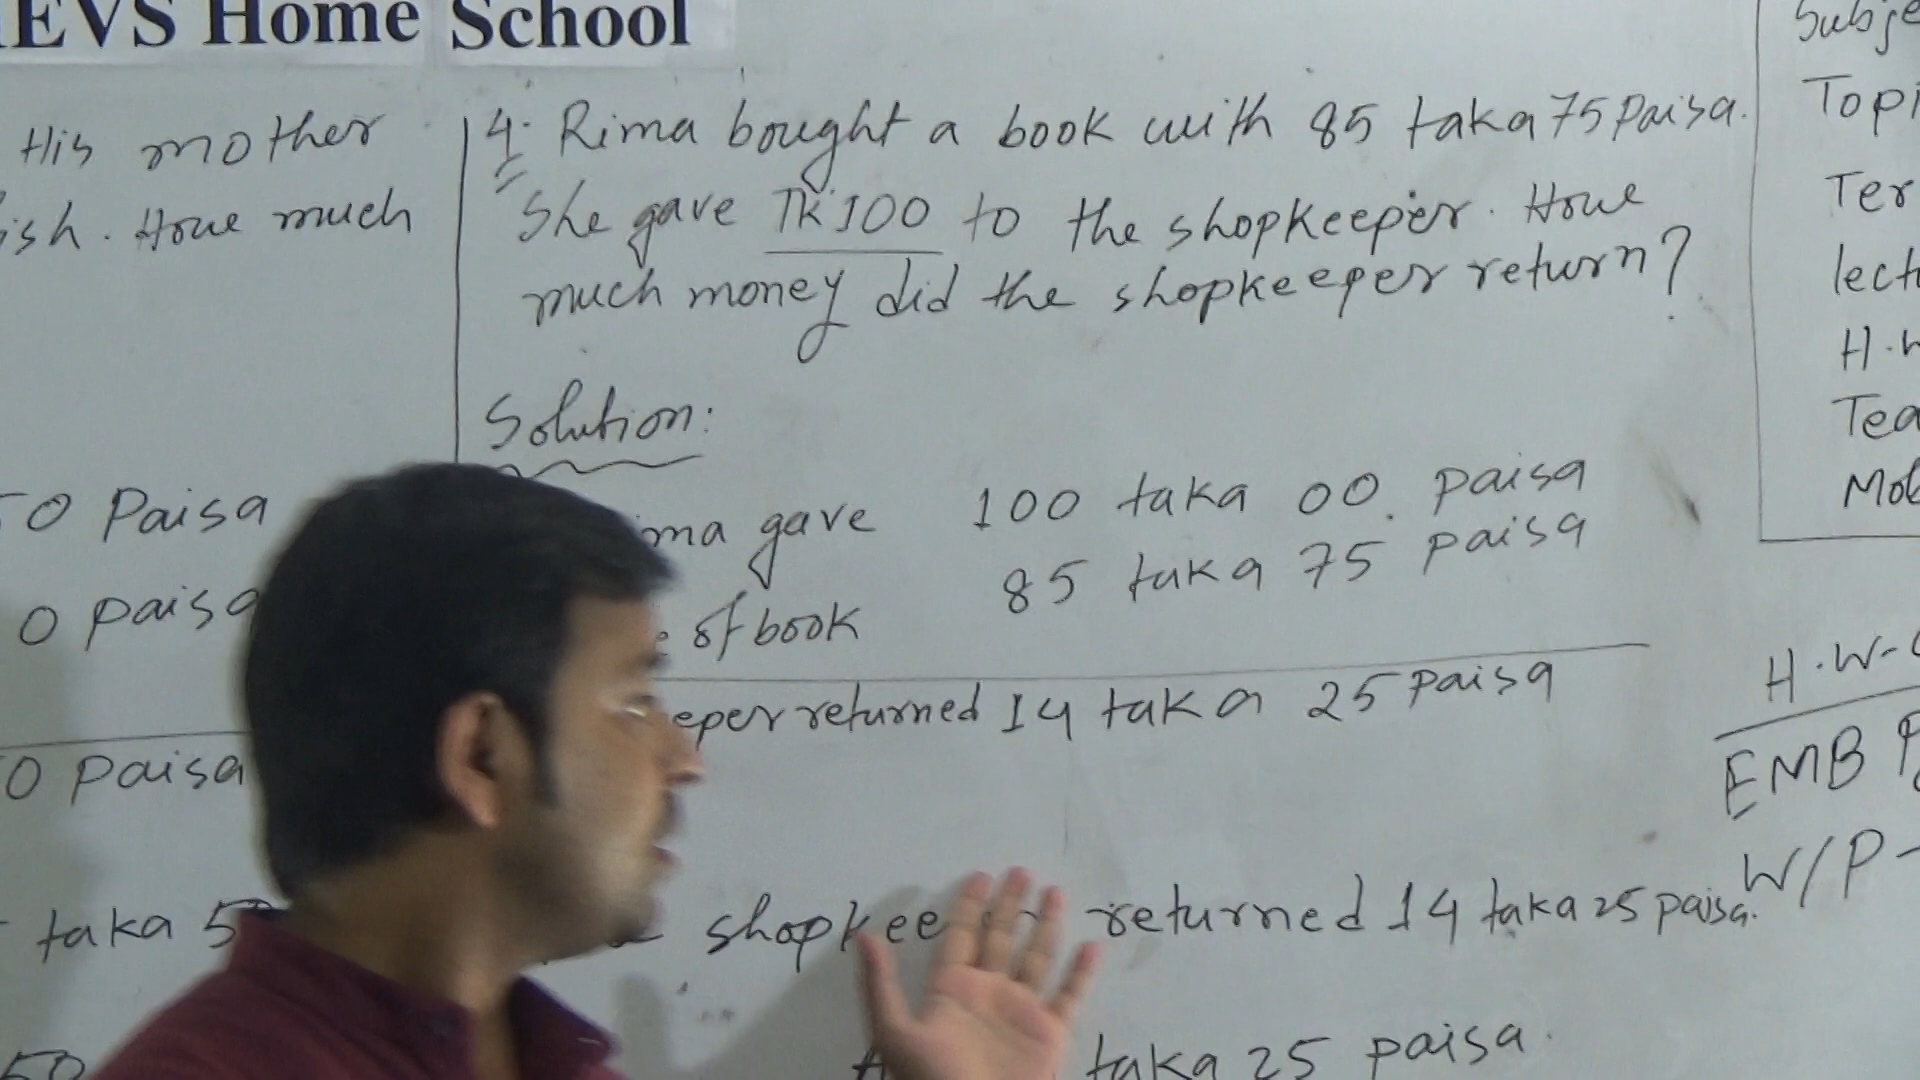 EVS Home School
His mother
ish. How much
50 Paisa
0 paisa
0 paisa
taka 5
50
4. Rima bought a book with 85 taka 75 Paisa.
She gave TK 100 to the shopkeeper. How
much money did the shopkeeper return?
Solution:
ma gave 100 taka 00 paisa
of book 85 taka 75 paisa
eper returned 14 taka 25 paisa
shopkee returned 14 taka 25 paisa.
taka 25 paisa.
Subje
Topi
Ter
lect
H.W
Tea
Mob
H.W-
EMB P
W/P-